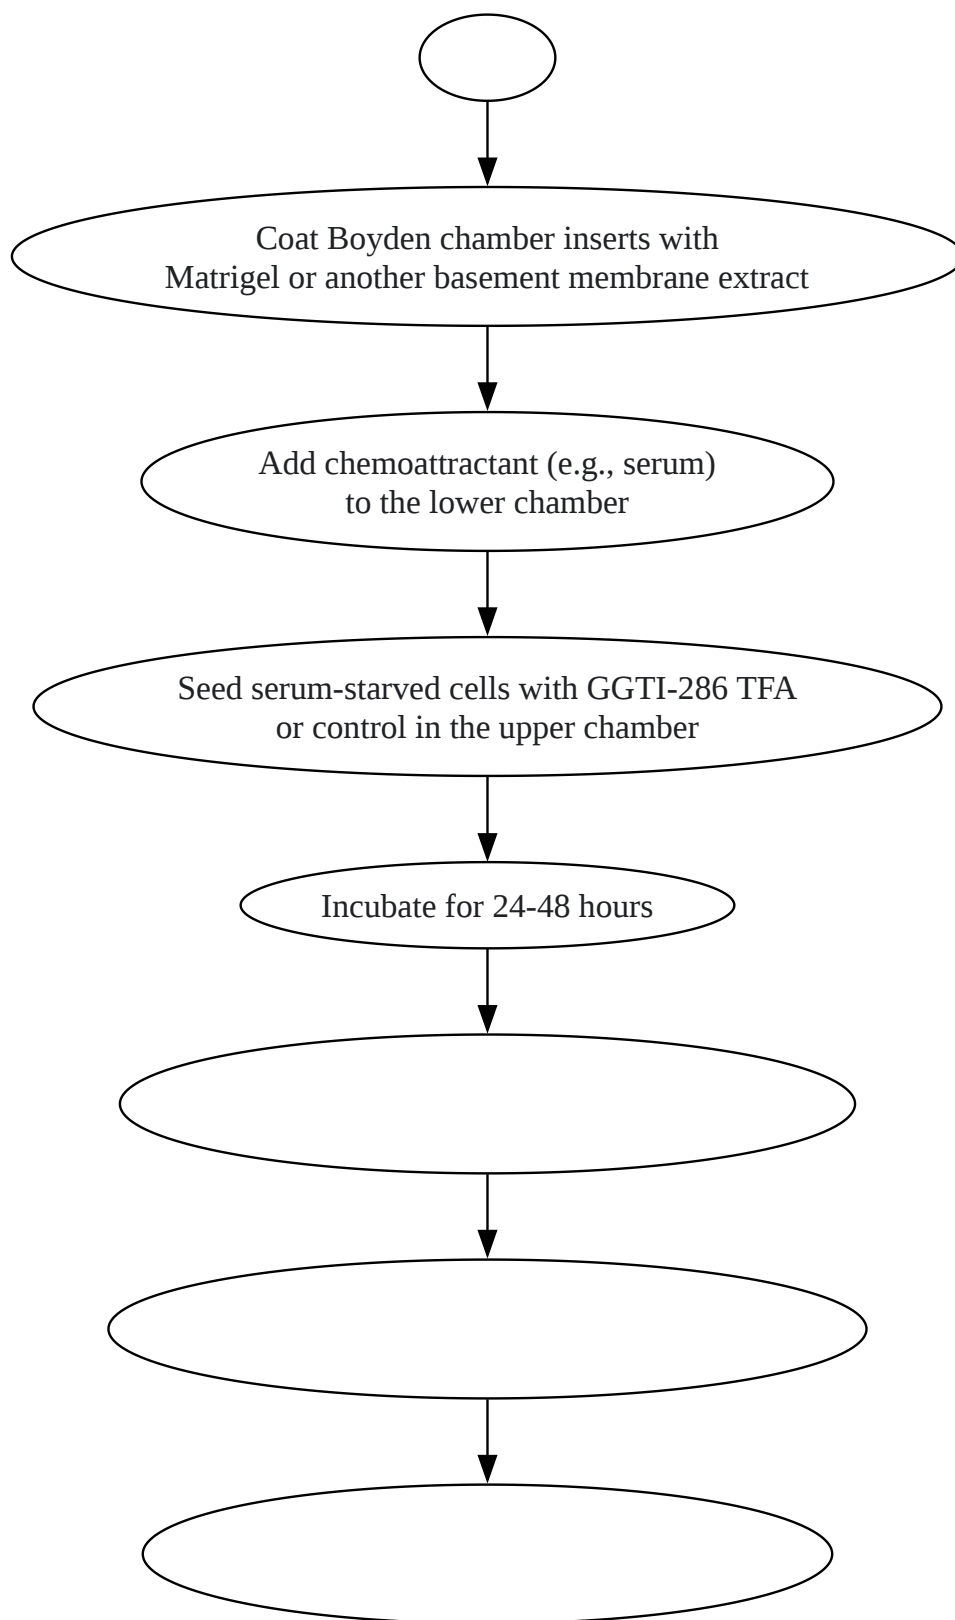 Coat Boyden chamber inserts with
Matrigel or another basement membrane extract
Add chemoattractant (e.g., serum)
to the lower chamber
Seed serum-starved cells with GGTI-286 TFA
or control in the upper chamber
Incubate for 24-48 hours